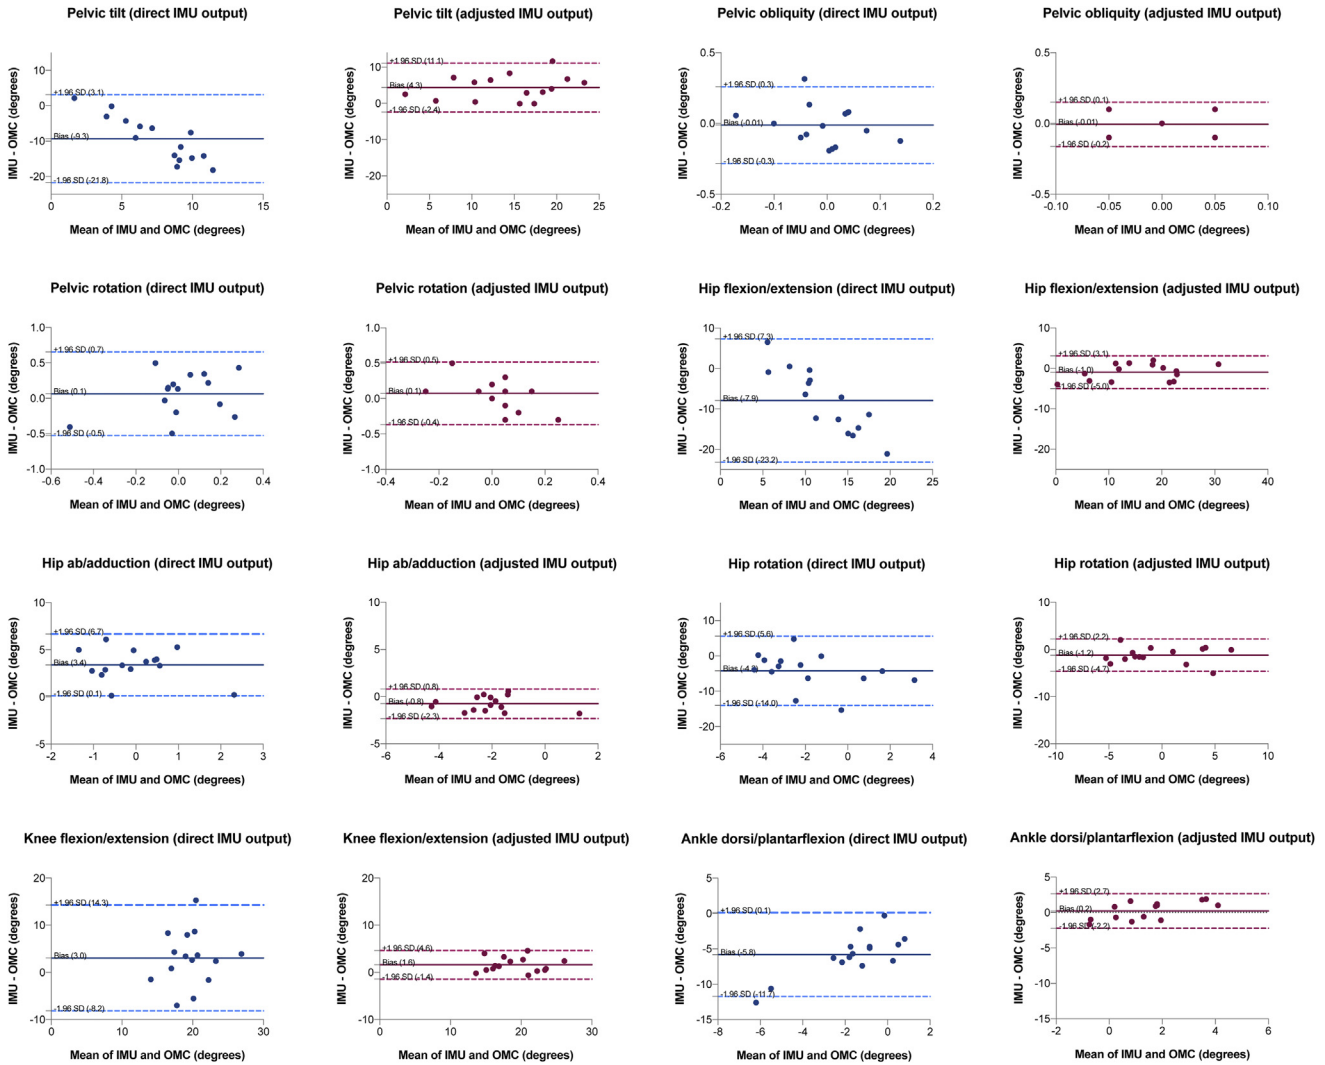 Pelvic tilt (direct IMU output)
Pelvic tilt (adjusted IMU output)
Pelvic obliquity (direct IMU output)
Pelvic obliquity (adjusted IMU output)
IMU - OMC (degrees)
10
0
-10
-20
+1.96 SD (3.1)
Bias (-9.3)
-1.96 SD (-21.8)
0 5 10 15
Mean of IMU and OMC (degrees)
IMU - OMC (degrees)
10
0
-10
-20
+1.96 SD (11.1)
Bias (4.3)
-1.96 SD (-2.4)
0 5 10 15 20 25
Mean of IMU and OMC (degrees)
IMU - OMC (degrees)
0.5
0.0
-0.5
+1.96 SD (0.3)
Bias (-0.01)
-1.96 SD (-0.3)
-0.2 -0.1 0.0 0.1 0.2
Mean of IMU and OMC (degrees)
IMU - OMC (degrees)
0.5
0.0
-0.5
+1.96 SD (0.1)
Bias (-0.01)
-1.96 SD (-0.2)
-0.10 -0.05 0.00 0.05 0.10
Mean of IMU and OMC (degrees)
Pelvic rotation (direct IMU output)
Pelvic rotation (adjusted IMU output)
Hip flexion/extension (direct IMU output)
Hip flexion/extension (adjusted IMU output)
IMU - OMC (degrees)
1.0
0.5
0.0
-0.5
-1.0
+1.96 SD (0.7)
Bias (0.1)
-1.96 SD (-0.5)
-0.6 -0.4 -0.2 0.0 0.2 0.4
Mean of IMU and OMC (degrees)
IMU - OMC (degrees)
1.0
0.5
0.0
-0.5
-1.0
+1.96 SD (0.5)
Bias (0.1)
-1.96 SD (-0.4)
-0.4 -0.2 0.0 0.2 0.4
Mean of IMU and OMC (degrees)
IMU - OMC (degrees)
10
0
-10
-20
+1.96 SD (7.3)
Bias (-7.9)
-1.96 SD (-23.2)
0 5 10 15 20 25
Mean of IMU and OMC (degrees)
IMU - OMC (degrees)
10
0
-10
-20
+1.96 SD (3.1)
Bias (-1.0)
-1.96 SD (-5.0)
0 10 20 30 40
Mean of IMU and OMC (degrees)
Hip ab/adduction (direct IMU output)
Hip ab/adduction (adjusted IMU output)
Hip rotation (direct IMU output)
Hip rotation (adjusted IMU output)
IMU - OMC (degrees)
10
5
0
-5
+1.96 SD (6.7)
Bias (3.4)
-1.96 SD (0.1)
-2 -1 0 1 2 3
Mean of IMU and OMC (degrees)
IMU - OMC (degrees)
10
5
0
-5
+1.96 SD (0.8)
Bias (-0.8)
-1.96 SD (-2.3)
-6 -4 -2 0 2
Mean of IMU and OMC (degrees)
IMU - OMC (degrees)
10
0
-10
-20
+1.96 SD (5.6)
-1.96 SD (-14.0)
-6 -4 -2 0 2 4
Mean of IMU and OMC (degrees)
IMU - OMC (degrees)
10
0
-10
-20
+1.96 SD (2.2)
Bias (-1.2)
-1.96 SD (-4.7)
-10 -5 0 5 10
Mean of IMU and OMC (degrees)
Knee flexion/extension (direct IMU output)
Knee flexion/extension (adjusted IMU output)
Ankle dorsi/plantarflexion (direct IMU output)
Ankle dorsi/plantarflexion (adjusted IMU output)
IMU - OMC (degrees)
20
10
0
-10
+1.96 SD (14.3)
Bias (3.0)
-1.96 SD (-8.2)
0 10 20 30
Mean of IMU and OMC (degrees)
IMU - OMC (degrees)
20
10
0
-10
+1.96 SD (4.6)
Bias (1.6)
-1.96 SD (-1.4)
0 10 20 30
Mean of IMU and OMC (degrees)
IMU - OMC (degrees)
5
0
-5
-10
-15
+1.96 SD (0.1)
Bias (-5.8)
-1.96 SD (-11.7)
-8 -6 -4 -2 0 2
Mean of IMU and OMC (degrees)
IMU - OMC (degrees)
5
0
-5
-10
-15
+1.96 SD (2.7)
Bias (0.2)
-1.96 SD (-2.2)
-2 0 2 4 6
Mean of IMU and OMC (degrees)